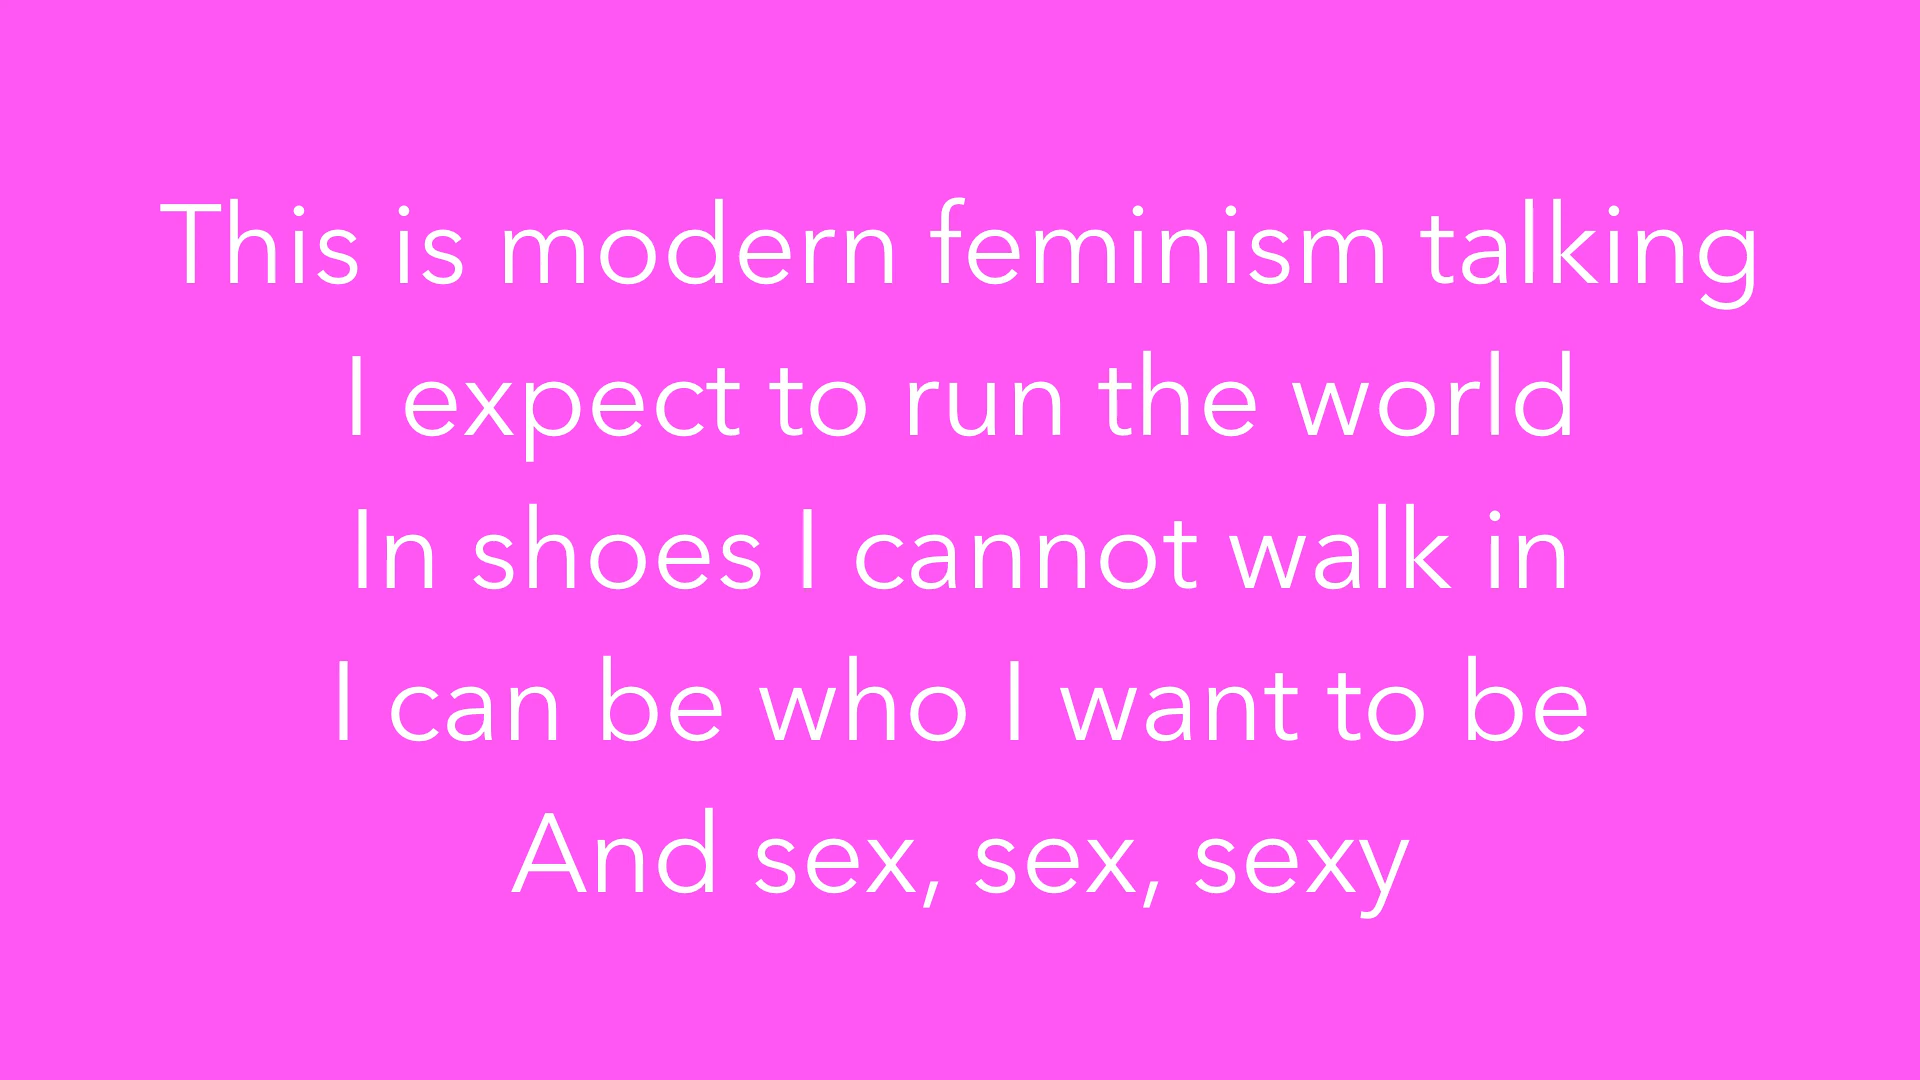 This is modern feminism talking
I expect to run the world
In shoes I cannot walk in
I can be who I want to be
And sex, sex, sexy